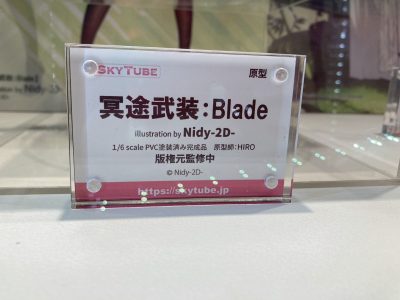 SKYTUBE
原型
冥途武装：Blade
illustration by Nidy-2D-
1/6 scale PVC塗装済み完成品　原型師：HIRO
版権元監修中
© Nidy-2D-
https://skytube.jp